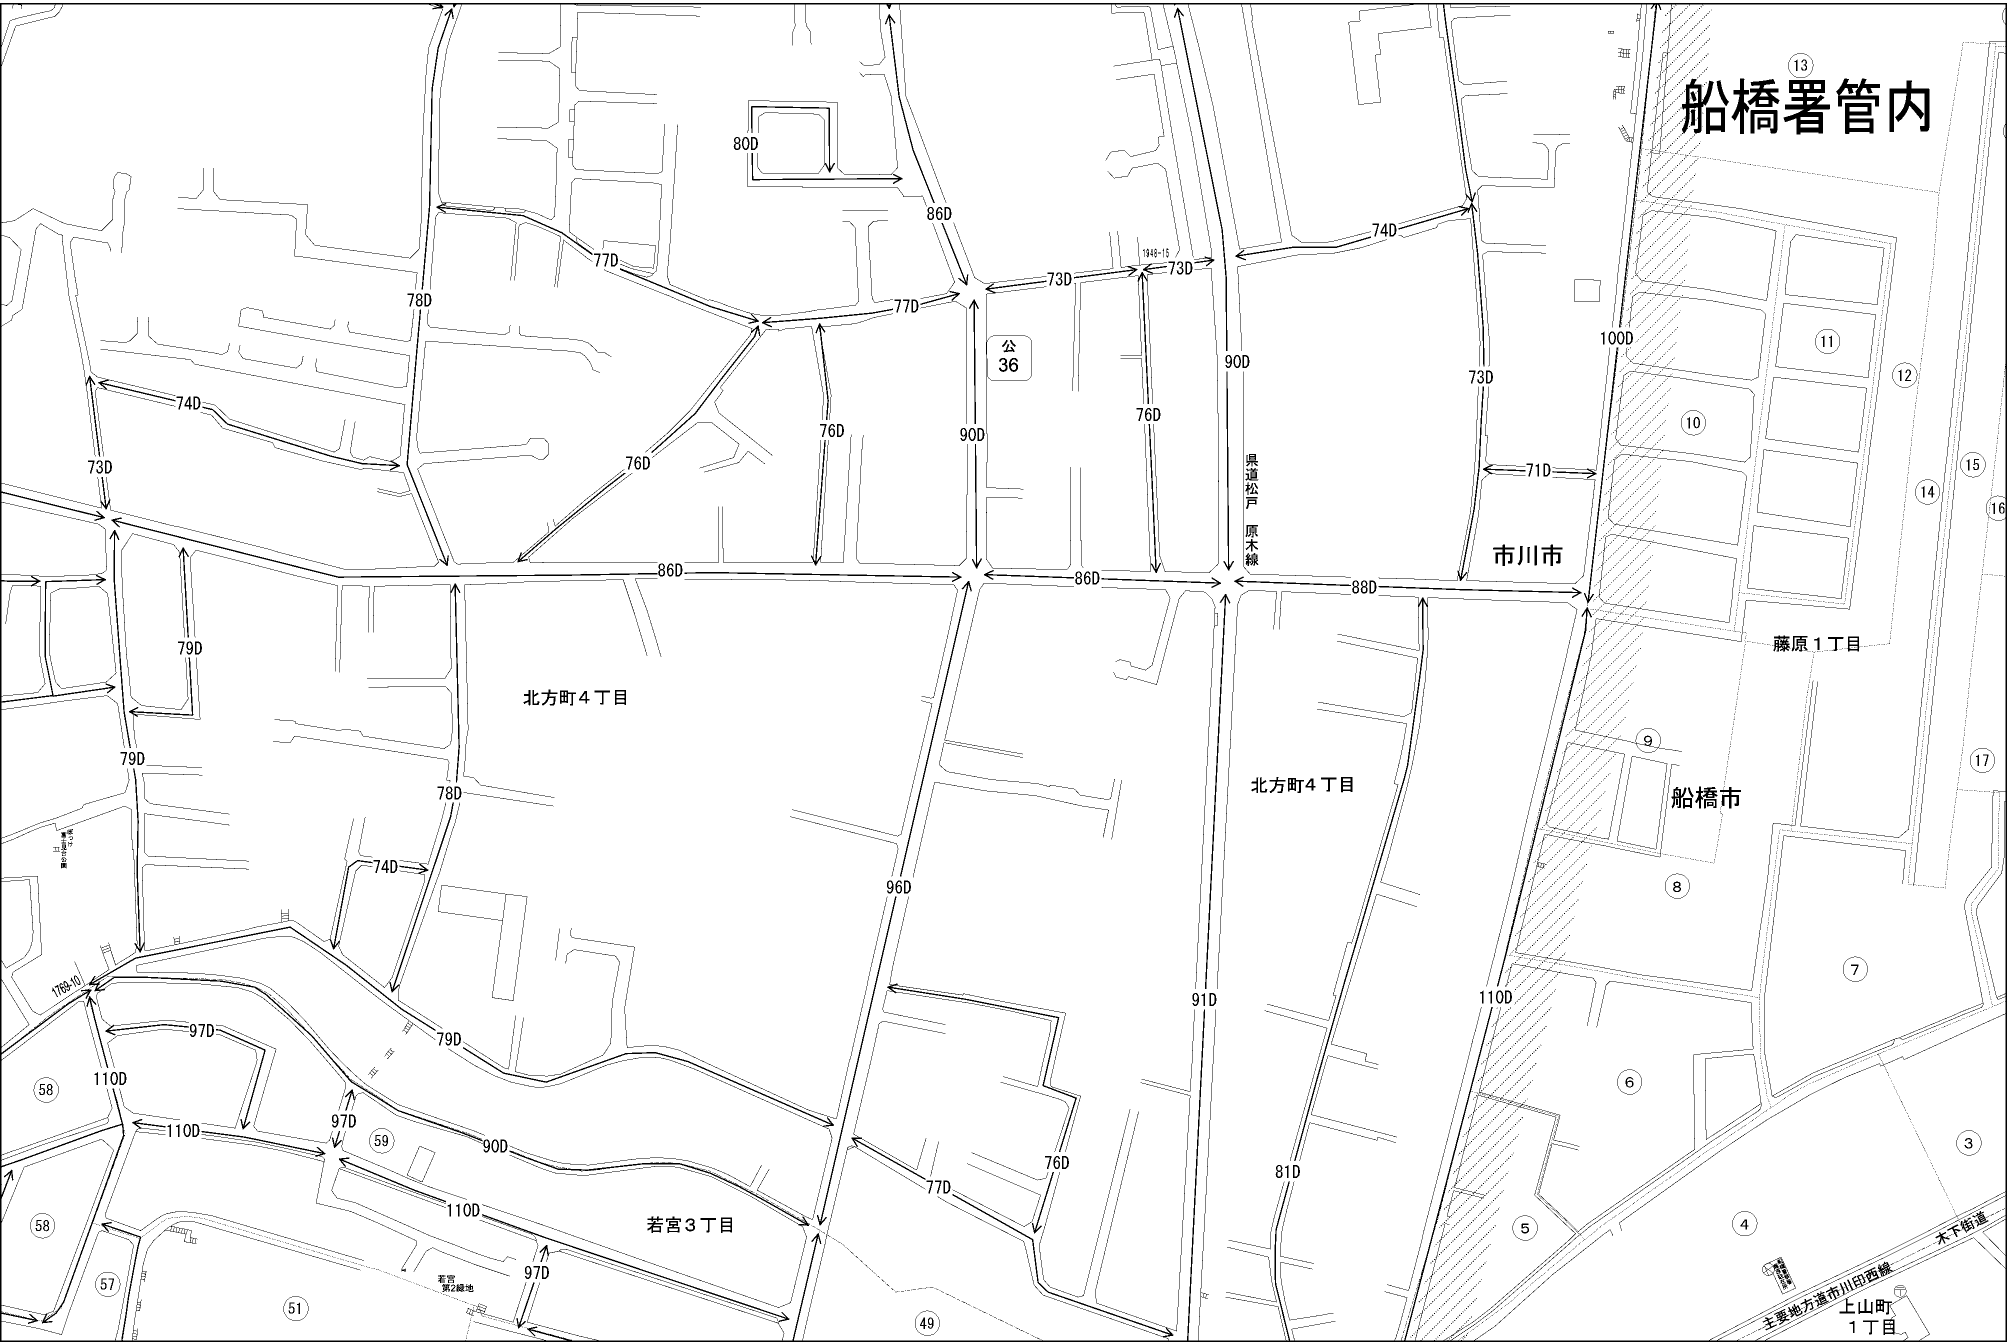 13
船橋署管内
80D
86D
74D
77D
1948-15
73D
73D
78D
77D
100D
公
36
11
90D
12
73D
74D
76D
76D
10
76D
90D
県道松戸 原木線
73D
71D
15
14
16
市川市
86D
86D
88D
79D
藤原1丁目
北方町4丁目
9
79D
17
北方町4丁目
78D
船橋市
74D
96D
8
7
1769-10
91D
110D
97D
79D
110D
58
6
97D
110D
59
90D
3
76D
81D
77D
110D
58
若宮3丁目
5
4
木下街道
97D
57
若宮
第2緑地
主要地方道市川印西線
51
上山町
1丁目
49